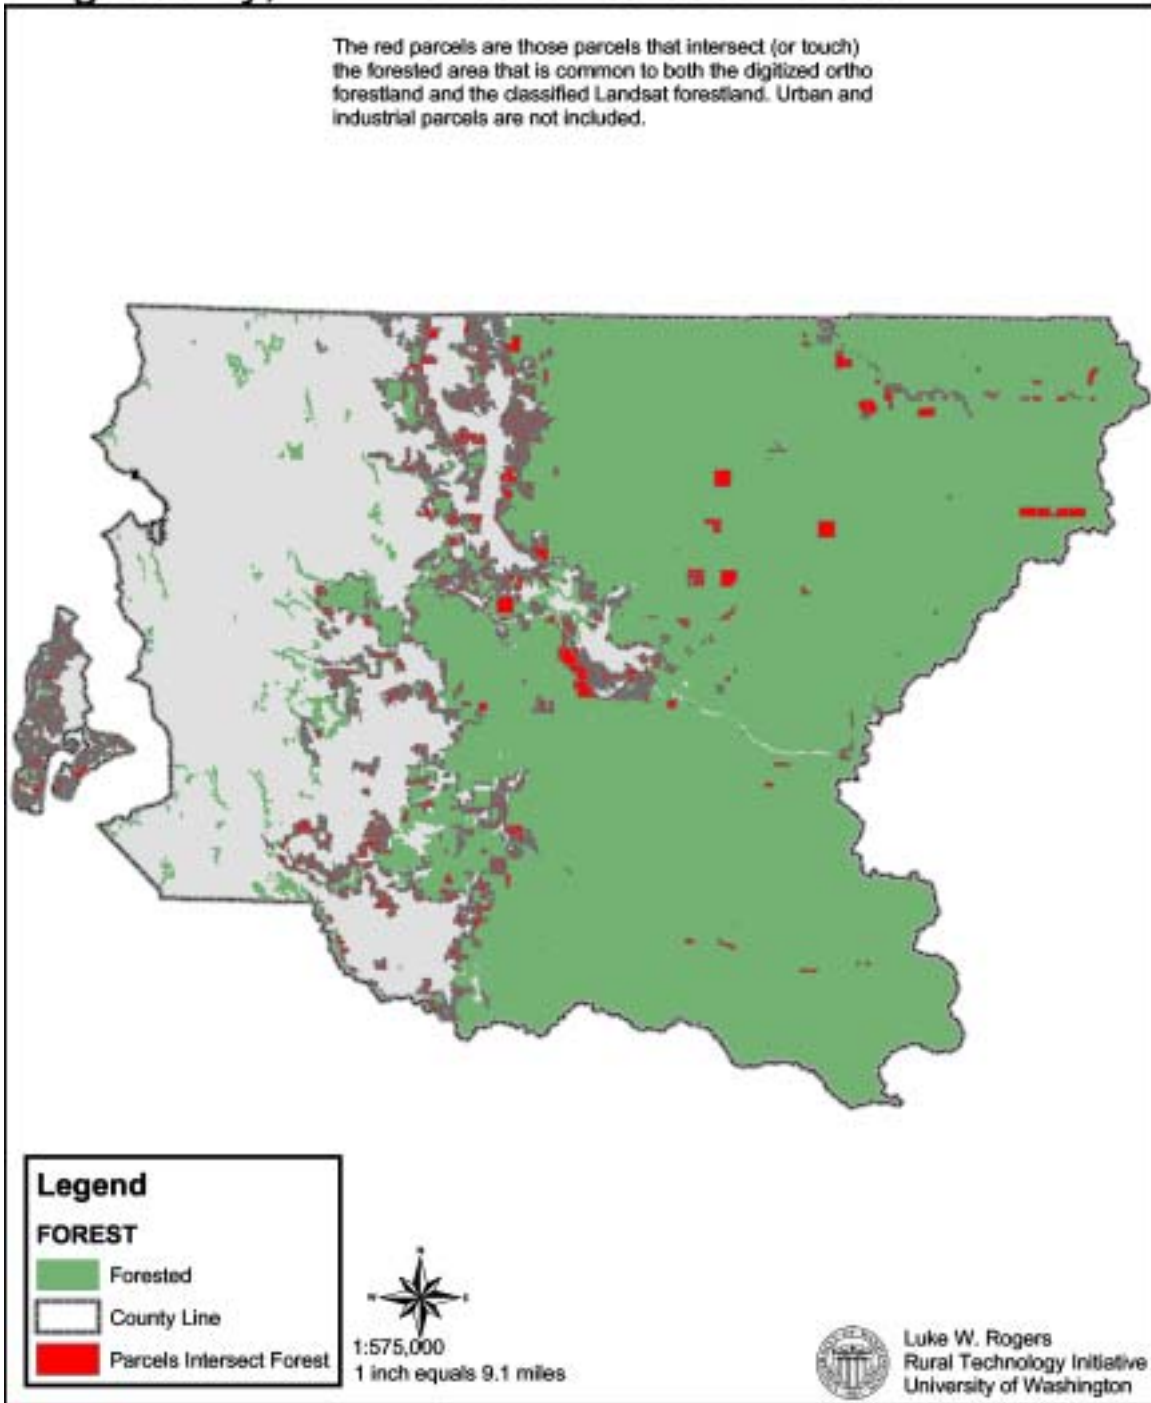 The red parcels are those parcels that intersect (or touch)
the forested area that is common to both the digitized ortho
forestland and the classified Landsat forestland. Urban and
industrial parcels are not included.
Legend
FOREST
Forested
County Line
Parcels Intersect Forest
N
W E
1:575,000
1 inch equals 9.1 miles
Luke W. Rogers
Rural Technology Initiative
University of Washington